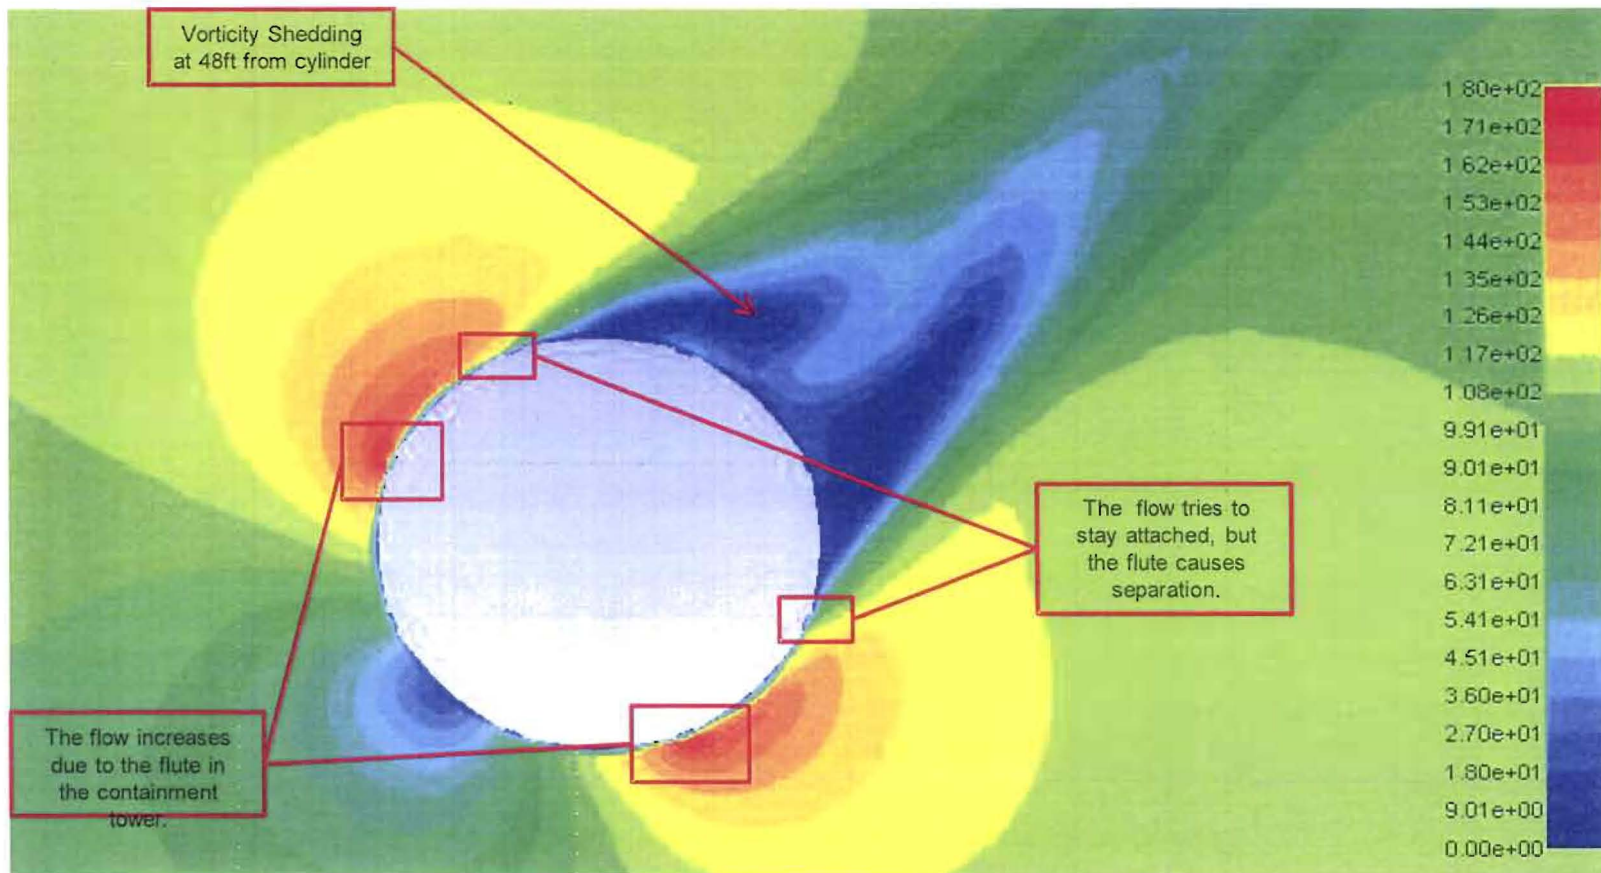 Vorticity Shedding
at 48ft from cylinder
1.80e+02
1.71e+02
1.62e+02
1.53e+02
1.44e+02
1.35e+02
1.26e+02
1.17e+02
1.08e+02
9.91e+01
9.01e+01
8.11e+01
7.21e+01
6.31e+01
5.41e+01
4.51e+01
3.60e+01
2.70e+01
1.80e+01
9.01e+00
0.00e+00
The flow tries to
stay attached, but
the flute causes
separation.
The flow increases
due to the flute in
the containment
tower.